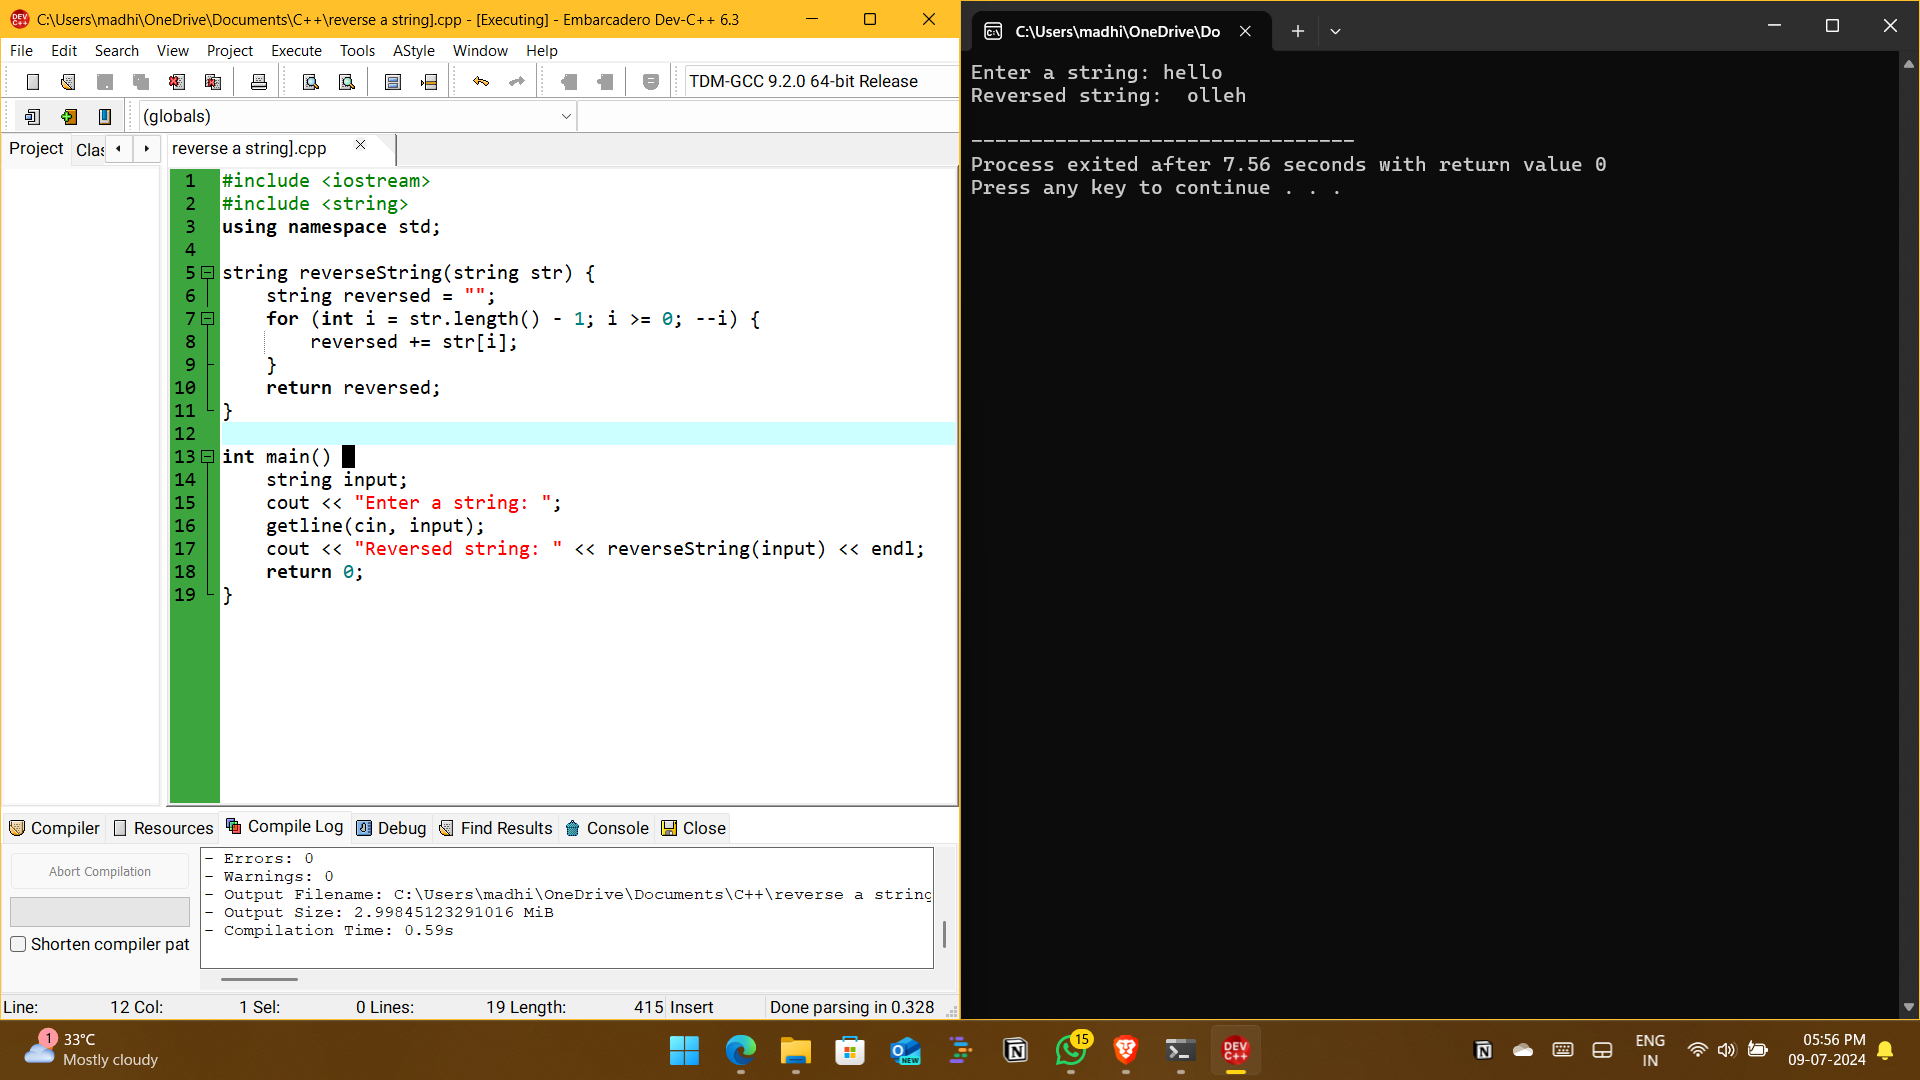 C:\Users\madhi\OneDrive\Documents\C++\reverse a string].cpp - [Executing] - Embarcadero Dev-C++ 6.3
File Edit Search View Project Execute Tools AStyle Window Help
TDM-GCC 9.2.0 64-bit Release
(globals)
Project Clas
reverse a string].cpp
1 #include <iostream>
2 #include <string>
3 using namespace std;
4
5 string reverseString(string str) {
6 string reversed = "";
7 for (int i = str.length() - 1; i >= 0; --i) {
8 reversed += str[i];
9 }
10 return reversed;
11 }
12
13 int main()
14 string input;
15 cout << "Enter a string: ";
16 getline(cin, input);
17 cout << "Reversed string: " << reverseString(input) << endl;
18 return 0;
19 }
Compiler Resources Compile Log Debug Find Results Console Close
Abort Compilation
Shorten compiler pat
- Errors: 0
- Warnings: 0
- Output Filename: C:\Users\madhi\OneDrive\Documents\C++\reverse a string
- Output Size: 2.99845123291016 MiB
- Compilation Time: 0.59s
Line: 12 Col: 1 Sel: 0 Lines: 19 Length: 415 Insert Done parsing in 0.328
C:\Users\madhi\OneDrive\Do
Enter a string: hello
Reversed string:  olleh
--------------------------------
Process exited after 7.56 seconds with return value 0
Press any key to continue . . .
1
33°C
Mostly cloudy
NEW
15
DEV
C++
ENG
IN
05:56 PM
09-07-2024